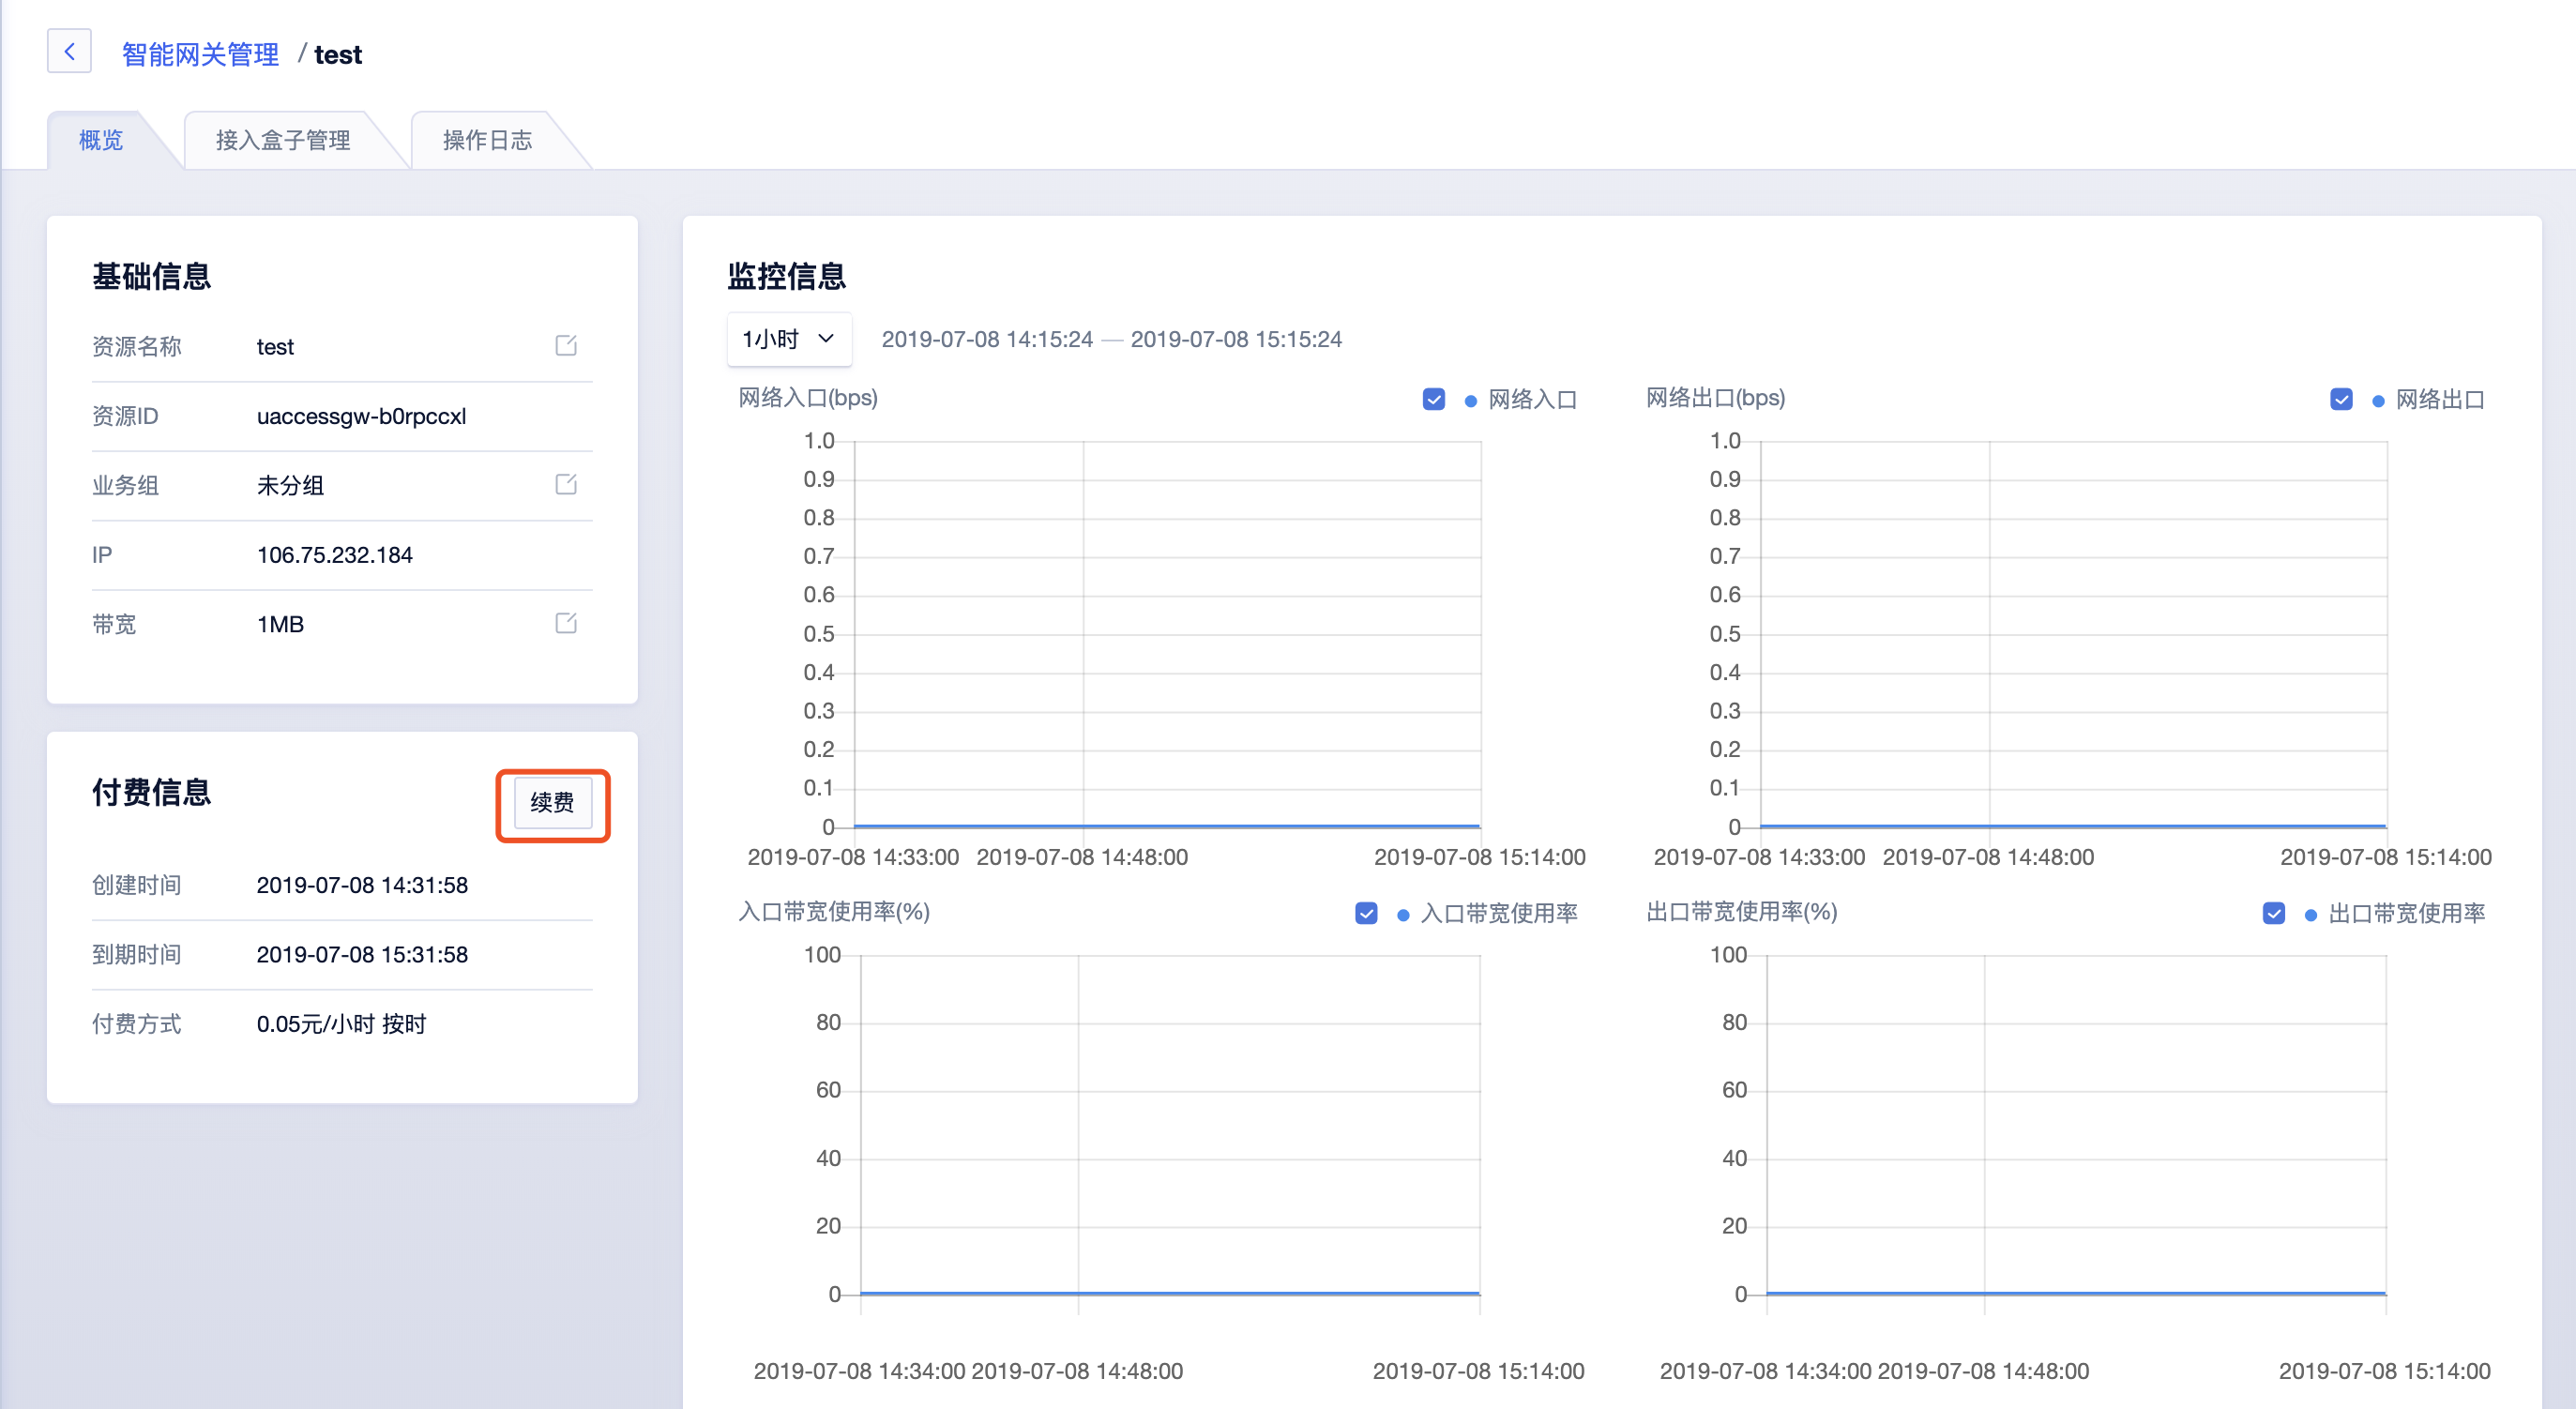 智能网关管理 / test
概览
接入盒子管理
操作日志
基础信息
资源名称 test
资源ID uaccessgw-b0rpccxl
业务组 未分组
IP 106.75.232.184
带宽 1MB
付费信息
续费
创建时间 2019-07-08 14:31:58
到期时间 2019-07-08 15:31:58
付费方式 0.05元/小时 按时
监控信息
1小时 2019-07-08 14:15:24 — 2019-07-08 15:15:24
网络入口(bps) 网络入口
1.0
0.9
0.8
0.7
0.6
0.5
0.4
0.3
0.2
0.1
0
2019-07-08 14:33:00 2019-07-08 14:48:00 2019-07-08 15:14:00
网络出口(bps) 网络出口
1.0
0.9
0.8
0.7
0.6
0.5
0.4
0.3
0.2
0.1
0
2019-07-08 14:33:00 2019-07-08 14:48:00 2019-07-08 15:14:00
入口带宽使用率(%) 入口带宽使用率
100
80
60
40
20
0
2019-07-08 14:34:00 2019-07-08 14:48:00 2019-07-08 15:14:00
出口带宽使用率(%) 出口带宽使用率
100
80
60
40
20
0
2019-07-08 14:34:00 2019-07-08 14:48:00 2019-07-08 15:14:00